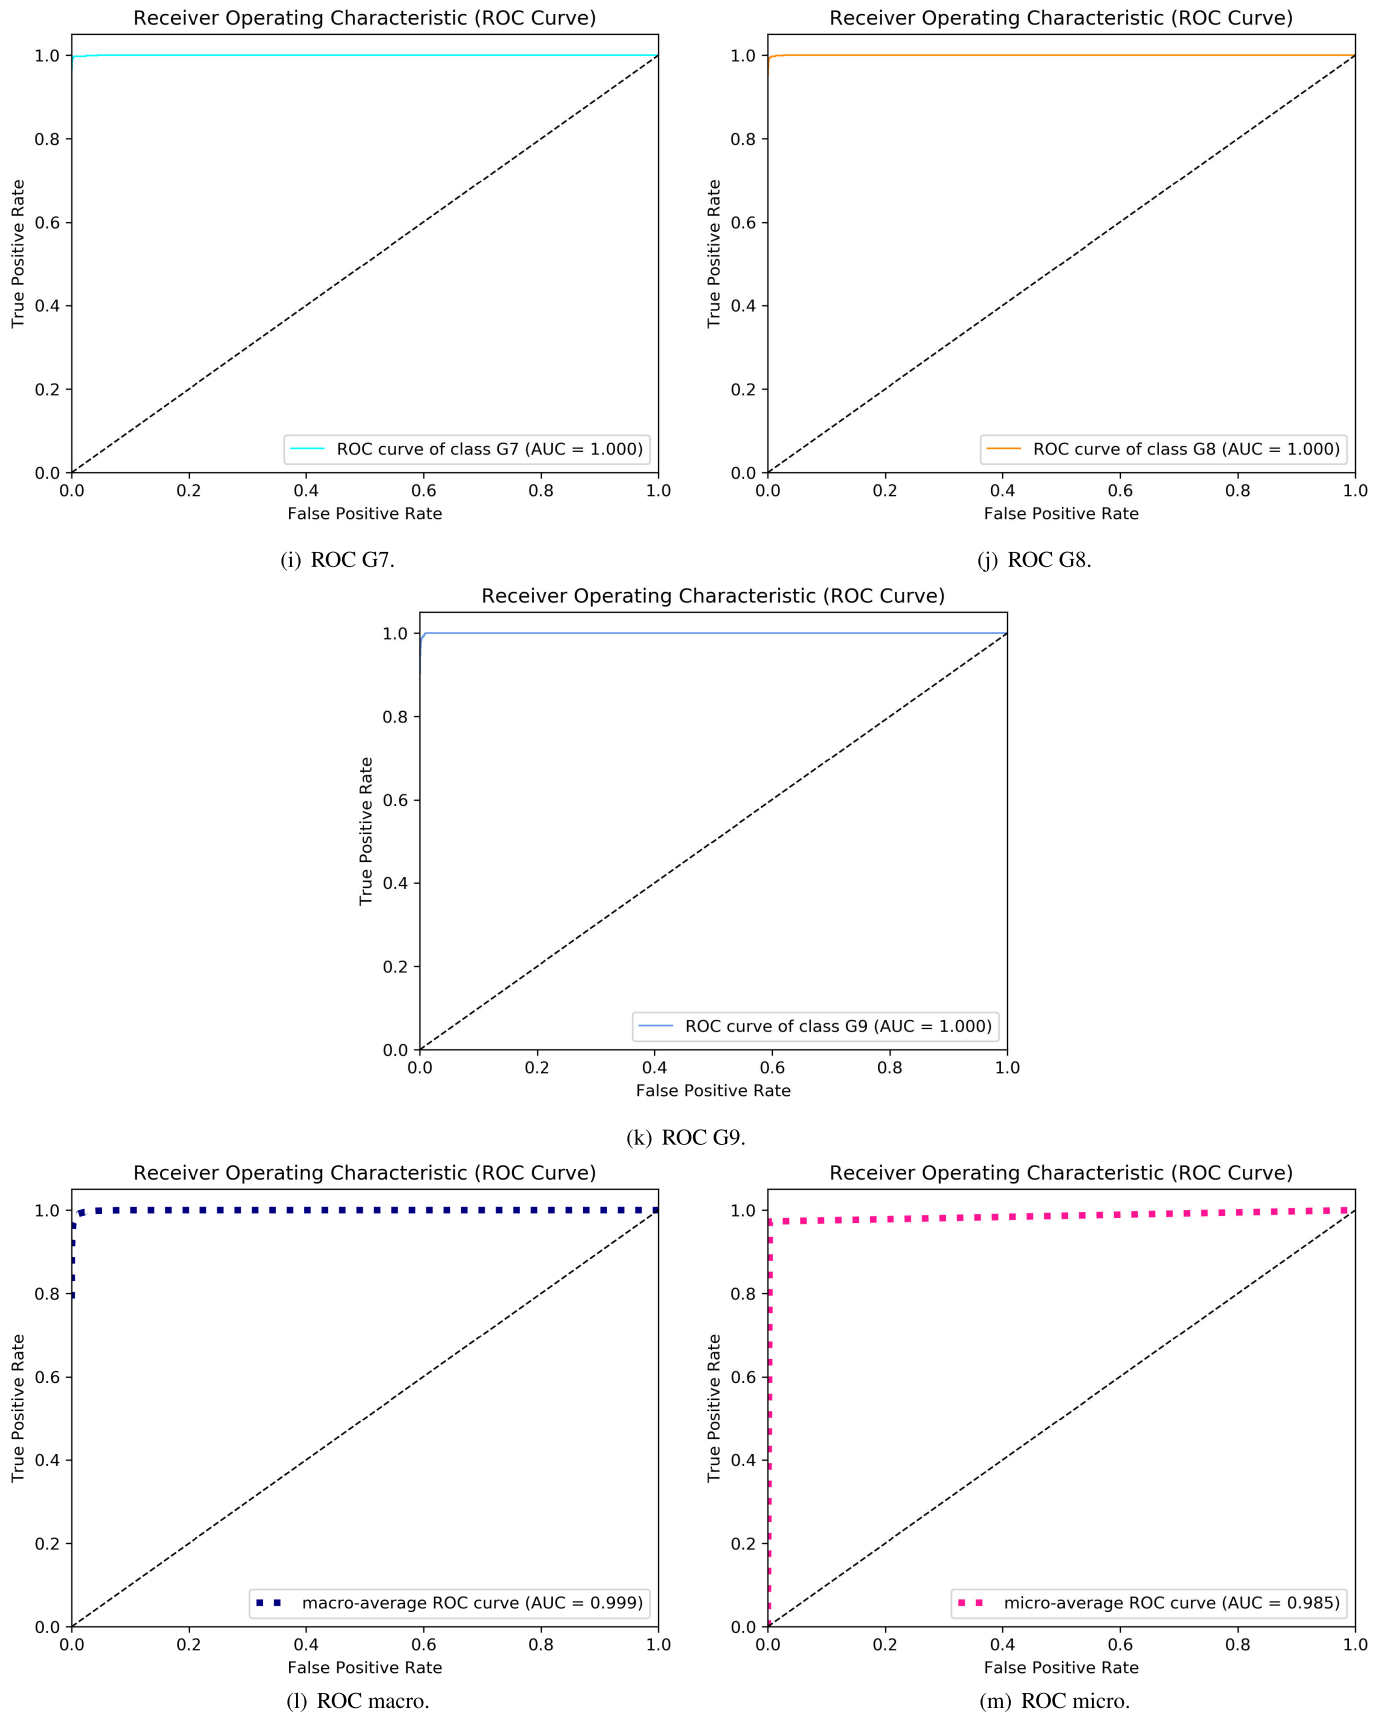 Receiver Operating Characteristic (ROC Curve)
True Positive Rate
1.0
0.8
0.6
0.4
0.2
0.0
ROC curve of class G7 (AUC = 1.000)
0.0 0.2 0.4 0.6 0.8 1.0
False Positive Rate
(i) ROC G7.
Receiver Operating Characteristic (ROC Curve)
True Positive Rate
1.0
0.8
0.6
0.4
0.2
0.0
ROC curve of class G8 (AUC = 1.000)
0.0 0.2 0.4 0.6 0.8 1.0
False Positive Rate
(j) ROC G8.
Receiver Operating Characteristic (ROC Curve)
True Positive Rate
1.0
0.8
0.6
0.4
0.2
0.0
ROC curve of class G9 (AUC = 1.000)
0.0 0.2 0.4 0.6 0.8 1.0
False Positive Rate
(k) ROC G9.
Receiver Operating Characteristic (ROC Curve)
True Positive Rate
1.0
0.8
0.6
0.4
0.2
0.0
macro-average ROC curve (AUC = 0.999)
0.0 0.2 0.4 0.6 0.8 1.0
False Positive Rate
(l) ROC macro.
Receiver Operating Characteristic (ROC Curve)
True Positive Rate
1.0
0.8
0.6
0.4
0.2
0.0
micro-average ROC curve (AUC = 0.985)
0.0 0.2 0.4 0.6 0.8 1.0
False Positive Rate
(m) ROC micro.